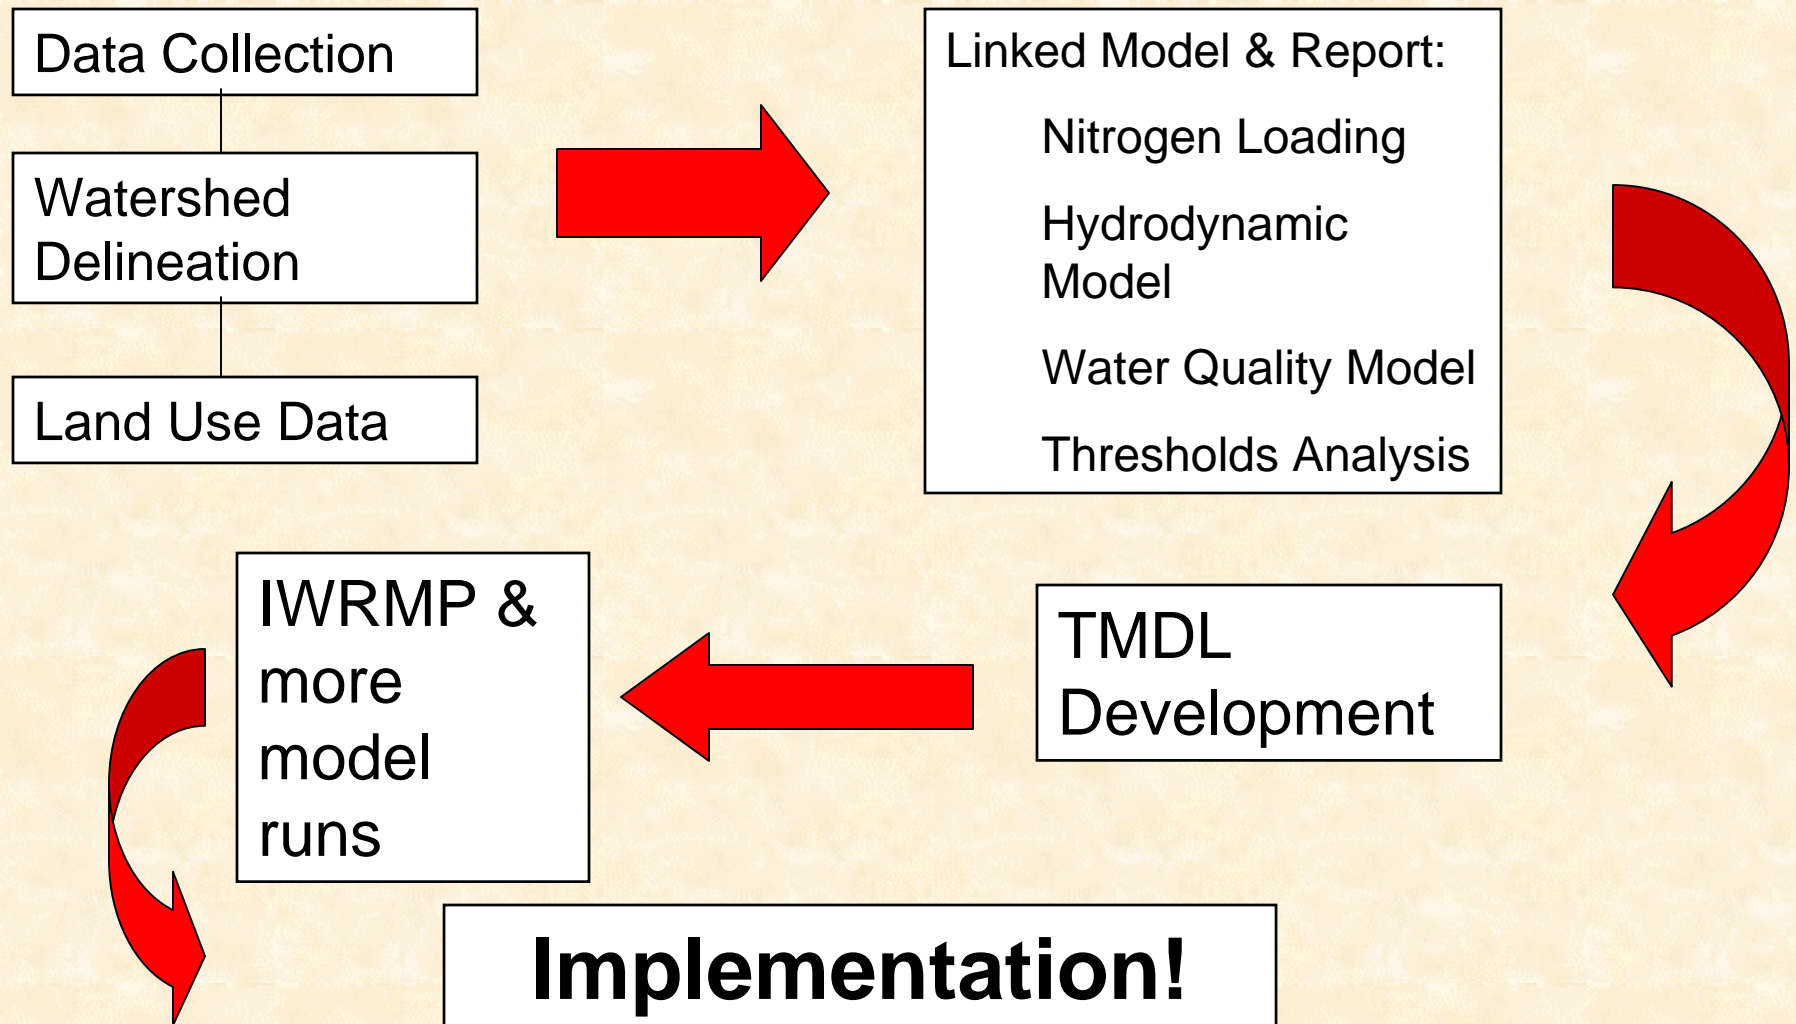 Data Collection
Watershed
Delineation
Land Use Data
Linked Model & Report:
Nitrogen Loading
Hydrodynamic
Model
Water Quality Model
Thresholds Analysis
TMDL
Development
IWRMP &
more
model
runs
Implementation!